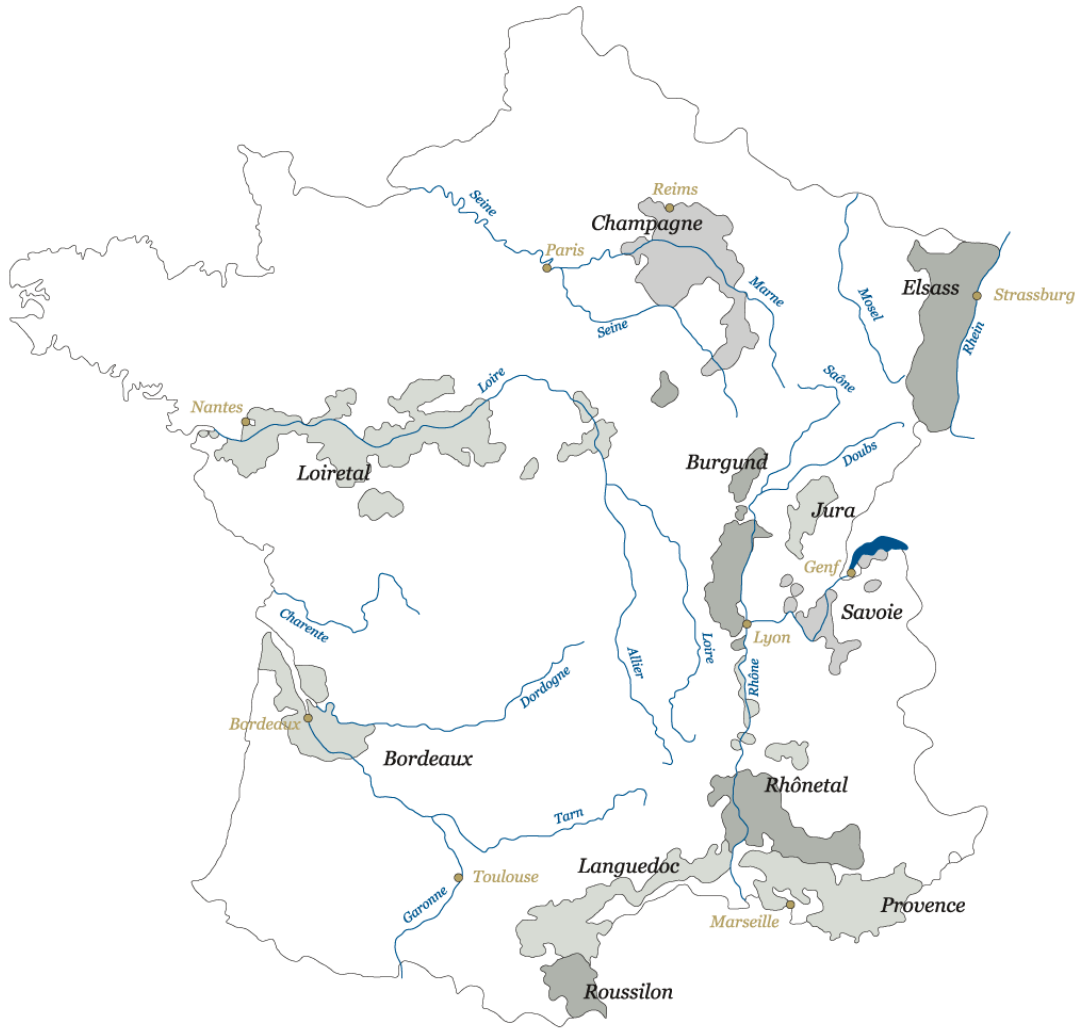 Reims
Seine
Champagne
Paris
Marne
Elsass
Strassburg
Mosel
Seine
Rhein
Loire
Saône
Nantes
Doubs
Burgund
Loiretal
Jura
Genf
Charente
Savoie
Lyon
Loire
Allier
Rhône
Dordogne
Bordeaux
Bordeaux
Rhônetal
Tarn
Languedoc
Toulouse
Garonne
Provence
Marseille
Roussilon